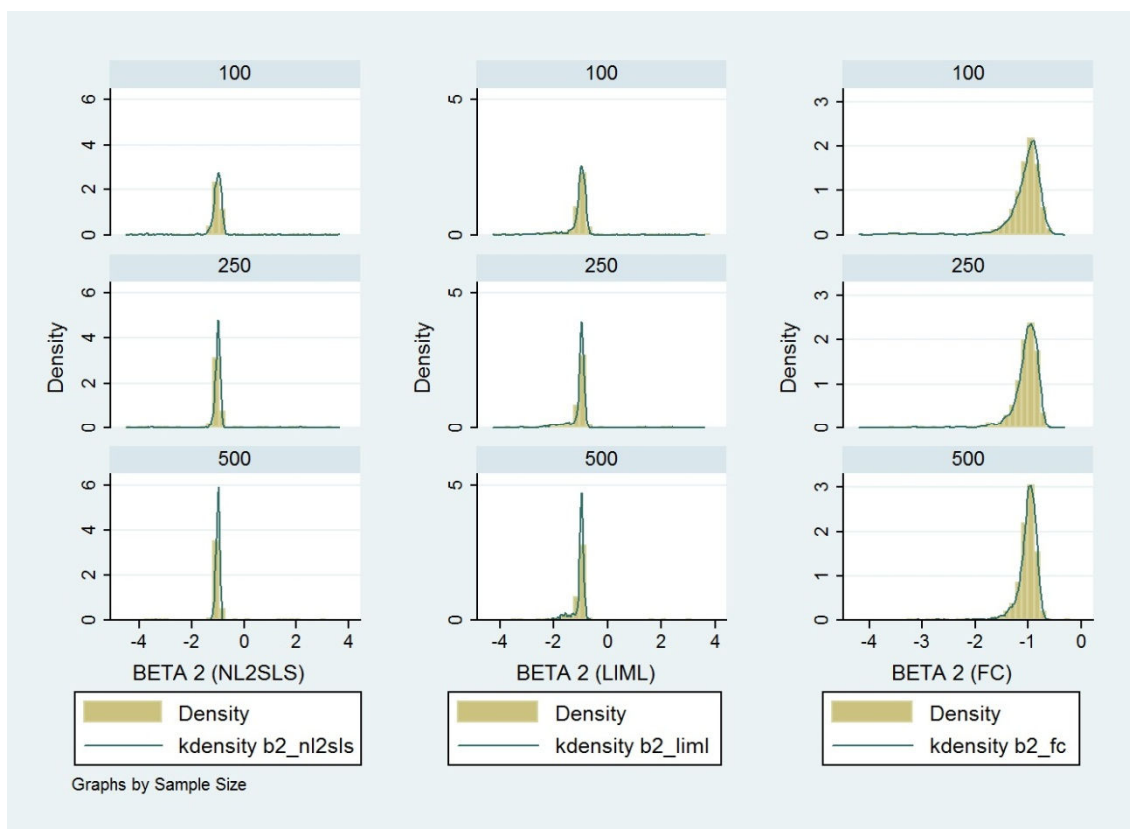 100
6
4
2
0
250
6
4
2
0
Density
500
6
4
2
0
-4 -2 0 2 4
BETA 2 (NL2SLS)
Density
kdensity b2_nl2sls
100
5
0
250
5
0
Density
500
5
0
-4 -2 0 2 4
BETA 2 (LIML)
Density
kdensity b2_liml
100
3
2
1
0
250
3
2
1
0
Density
500
3
2
1
0
-4 -3 -2 -1 0
BETA 2 (FC)
Density
kdensity b2_fc
Graphs by Sample Size